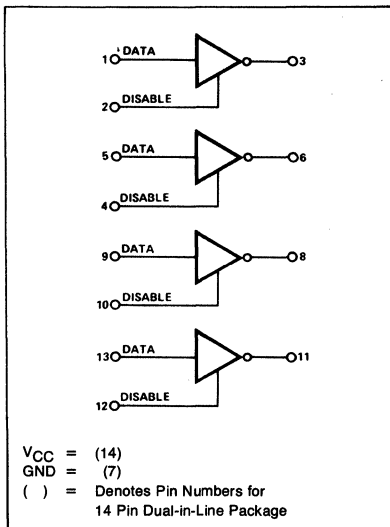 DATA
1 3
DISABLE
2
DATA
5 6
DISABLE
4
DATA
9 8
DISABLE
10
DATA
13 11
DISABLE
12
VCC = (14)
GND = (7)
( ) = Denotes Pin Numbers for
14 Pin Dual-in-Line Package